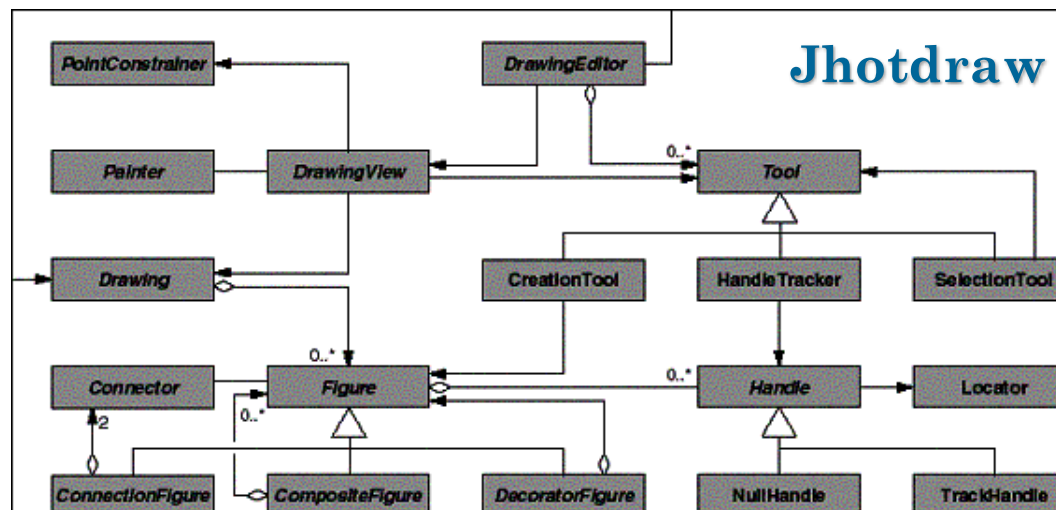 Jhotdraw
PointConstrainer
DrawingEditor
Painter
DrawingView
0..*
Tool
Drawing
CreationTool
HandleTracker
SelectionTool
0..*
Connector
Figure
0..*
Handle
Locator
2
0..*
ConnectionFigure
CompositeFigure
DecoratorFigure
NullHandle
TrackHandle